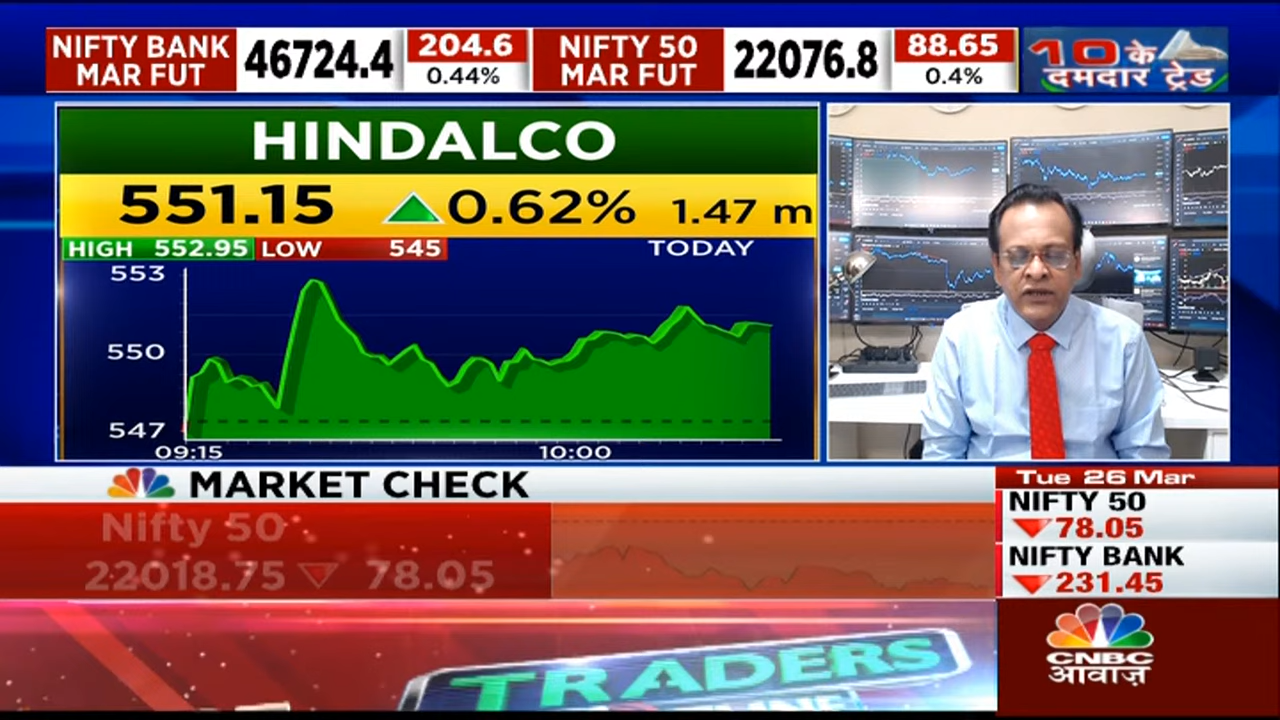 NIFTY BANK
MAR FUT
46724.4
204.6
0.44%
NIFTY 50
MAR FUT
22076.8
88.65
0.4%
10 के
दमदार ट्रेड
HINDALCO
551.15 0.62% 1.47 m
HIGH 552.95 LOW 545 TODAY
553
550
547
09:15 10:00
MARKET CHECK
Nifty 50
22018.75 78.05
Tue 26 Mar
NIFTY 50
78.05
NIFTY BANK
231.45
TRADERS
CNBC
आवाज़